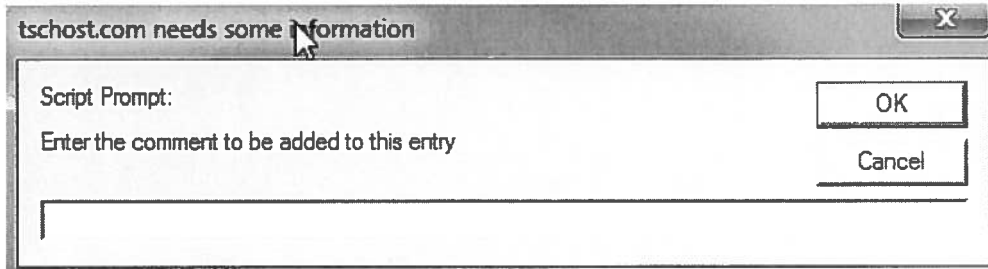 tschost.com needs some information
Script Prompt:
OK
Enter the comment to be added to this entry
Cancel